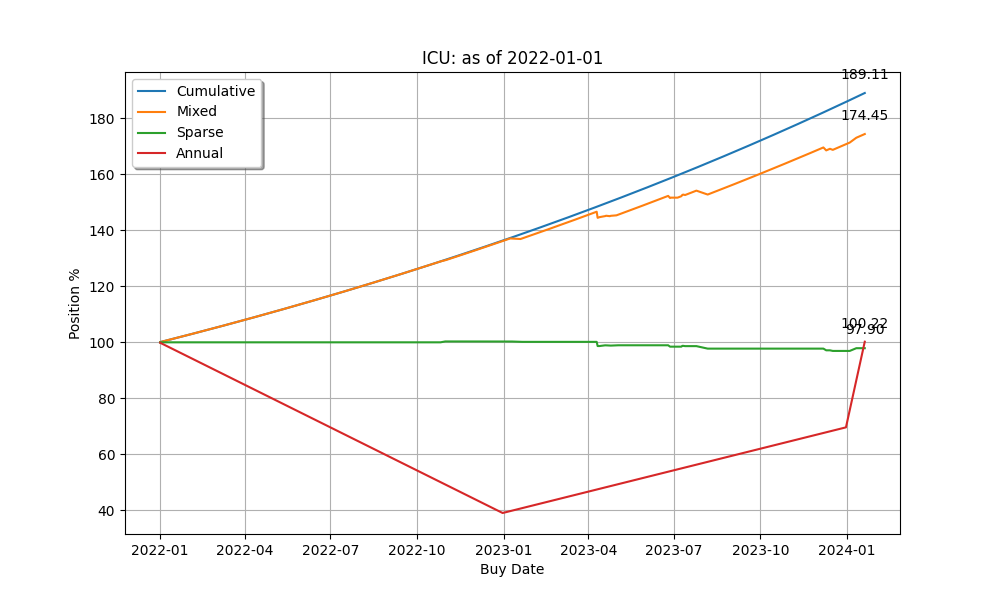 ICU: as of 2022-01-01
Cumulative
Mixed
Sparse
Annual
189.11
174.45
100.22
97.90
Position %
180
160
140
120
100
80
60
40
2022-01 2022-04 2022-07 2022-10 2023-01 2023-04 2023-07 2023-10 2024-01
Buy Date